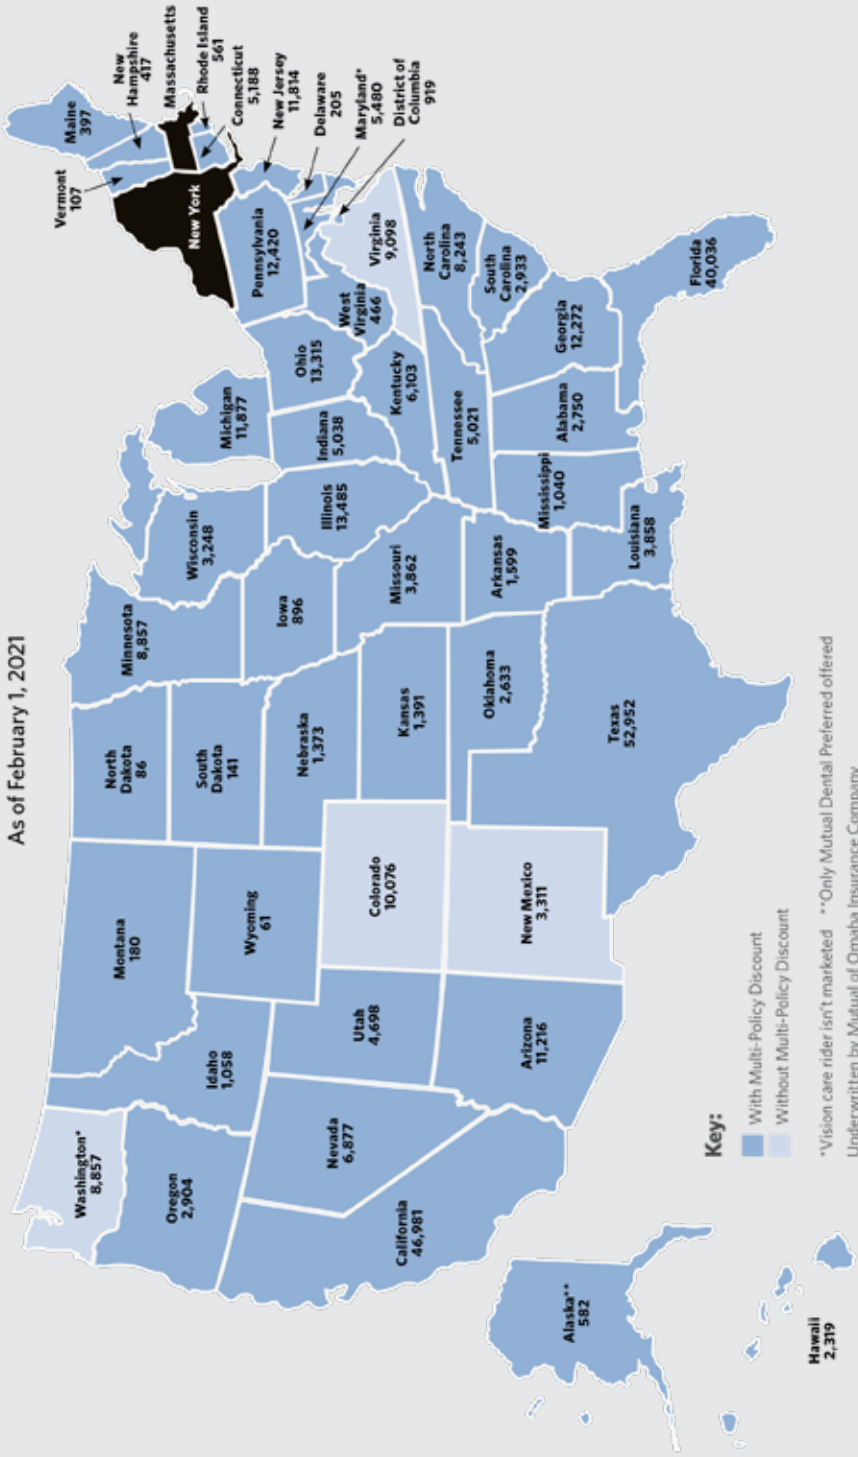 As of February 1, 2021
Washington*
8,857
Oregon
2,904
California
46,981
Nevada
6,877
Idaho
1,058
Montana
180
Wyoming
61
Utah
4,698
Arizona
11,216
Colorado
10,076
New Mexico
3,311
North
Dakota
86
South
Dakota
141
Nebraska
1,373
Kansas
1,391
Oklahoma
2,633
Texas
52,952
Minnesota
8,857
Iowa
896
Missouri
3,862
Arkansas
1,599
Louisiana
3,858
Wisconsin
3,248
Illinois
13,485
Mississippi
1,040
Michigan
11,877
Indiana
5,038
Ohio
13,315
Kentucky
6,103
Tennessee
5,021
Alabama
2,750
Georgia
12,272
Florida
40,036
South
Carolina
2,933
North
Carolina
8,243
Virginia
9,098
West
Virginia
466
Pennsylvania
12,420
New York
Vermont
107
Maine
397
New
Hampshire
417
Massachusetts
Rhode Island
561
Connecticut
5,188
New Jersey
11,814
Delaware
205
Maryland*
5,480
District of
Columbia
919
Alaska**
582
Hawaii
2,319
Key:
With Multi-Policy Discount
Without Multi-Policy Discount
*Vision care rider isn't marketed **Only Mutual Dental Preferred offered
Underwritten by Mutual of Omaha Insurance Company